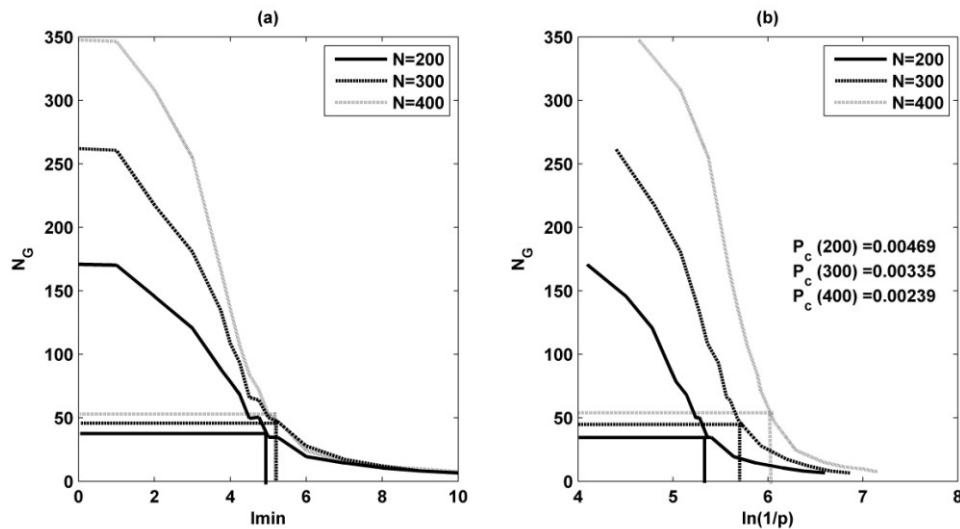 (a)
350
300
250
200
150
100
50
0
N_G
0 2 4 6 8 10
lmin
N=200
N=300
N=400
(b)
350
300
250
200
150
100
50
0
N_G
4 5 6 7 8
ln(1/p)
N=200
N=300
N=400
P_c (200) =0.00469
P_c (300) =0.00335
P_c (400) =0.00239